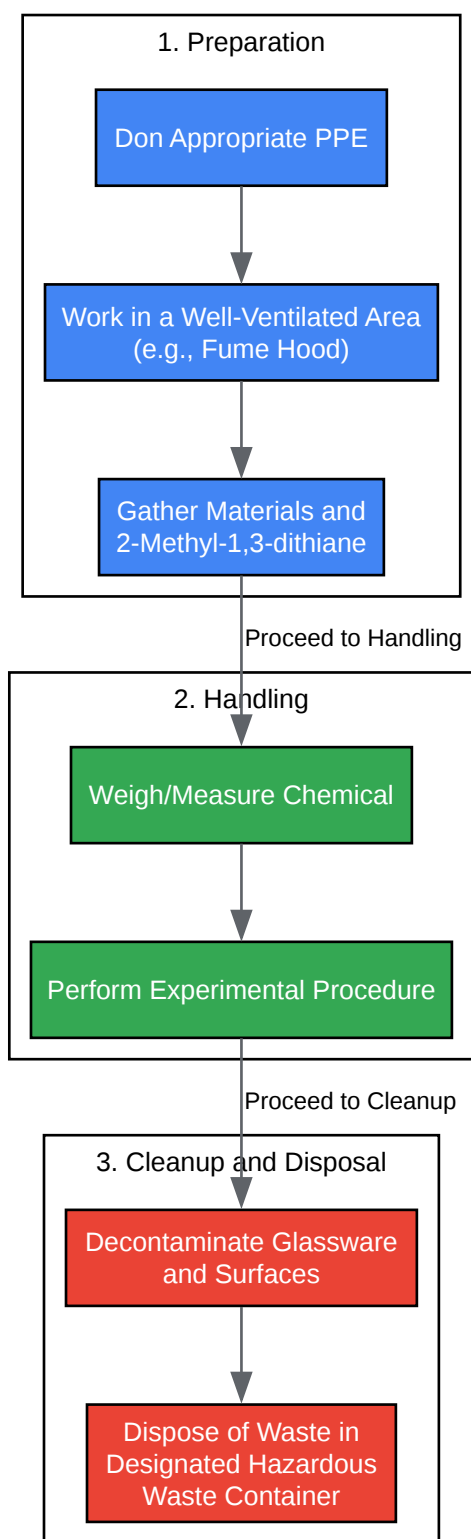 1. Preparation
Don Appropriate PPE
Work in a Well-Ventilated Area
(e.g., Fume Hood)
Gather Materials and
2-Methyl-1,3-dithiane
Proceed to Handling
2. Handling
Weigh/Measure Chemical
Perform Experimental Procedure
Proceed to Cleanup
3. Cleanup and Disposal
Decontaminate Glassware
and Surfaces
Dispose of Waste in
Designated Hazardous
Waste Container